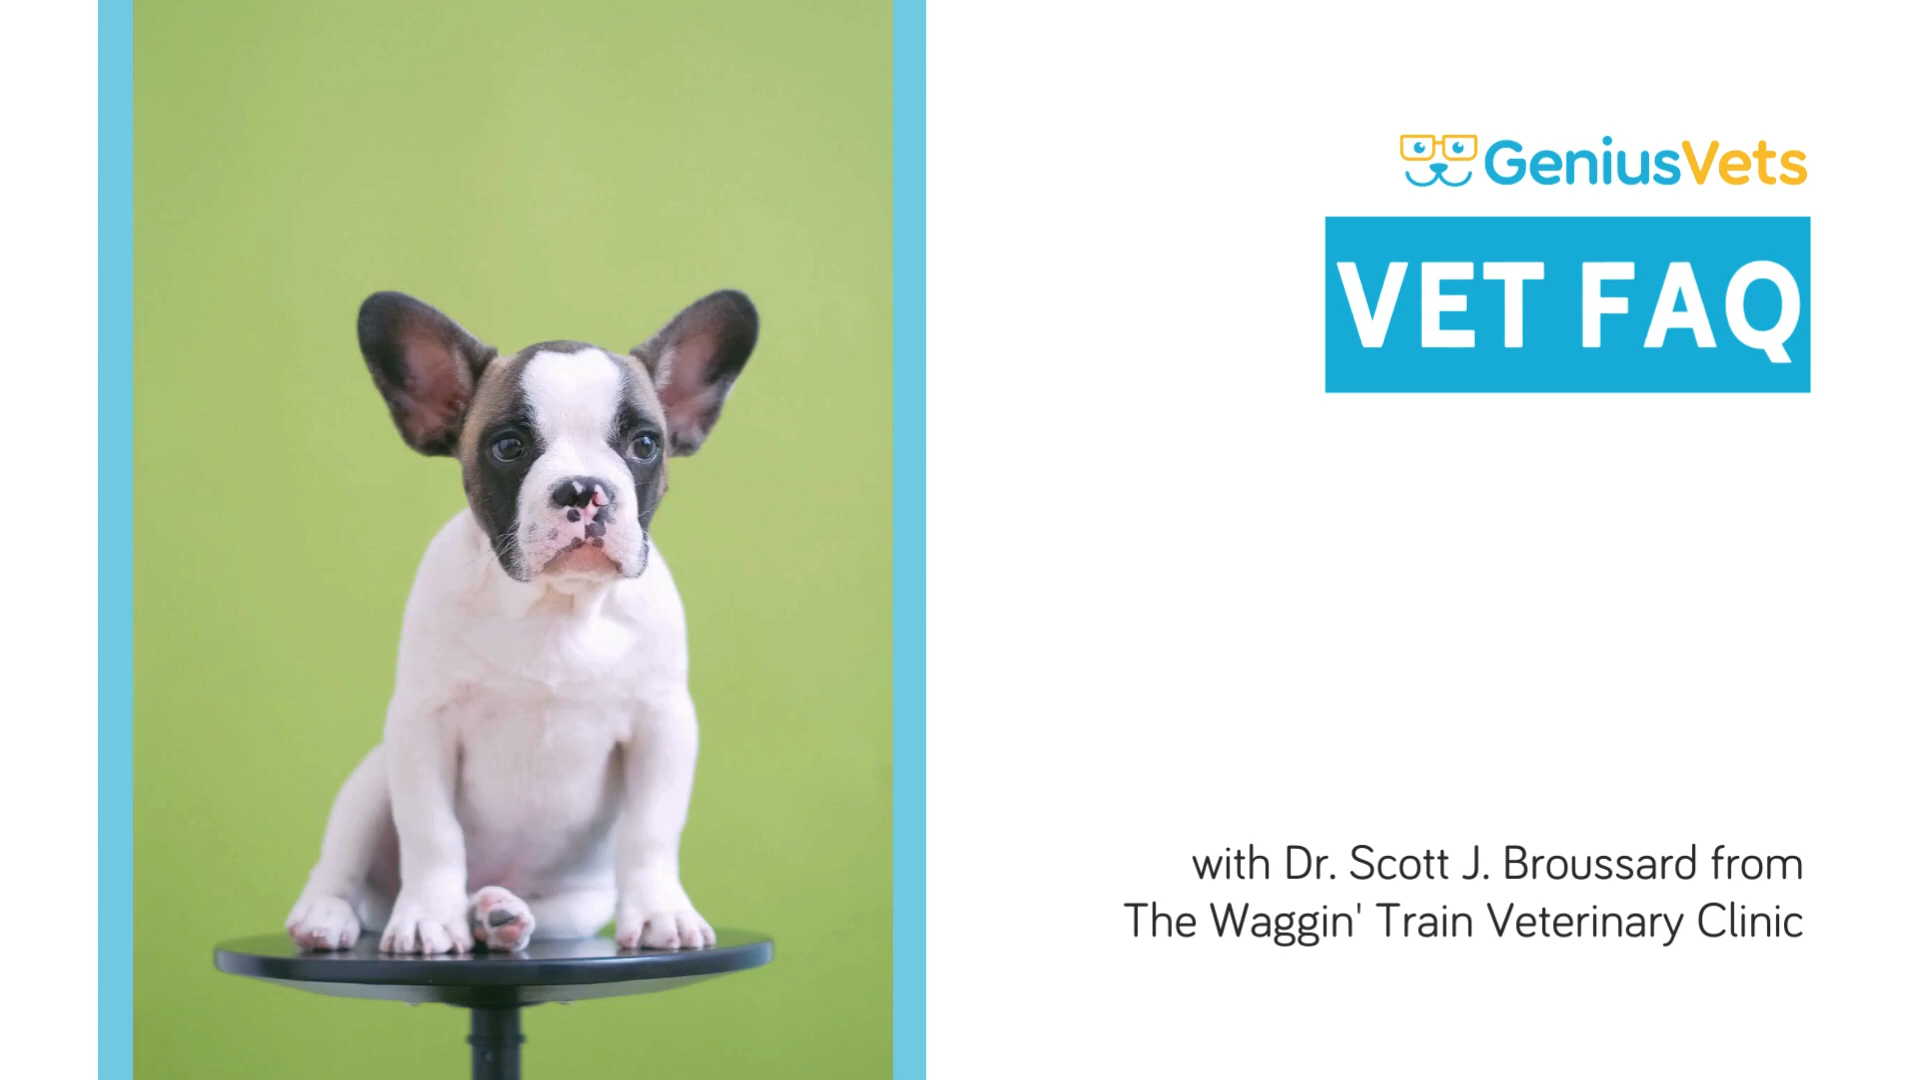 GeniusVets
VET FAQ
with Dr. Scott J. Broussard from
The Waggin' Train Veterinary Clinic